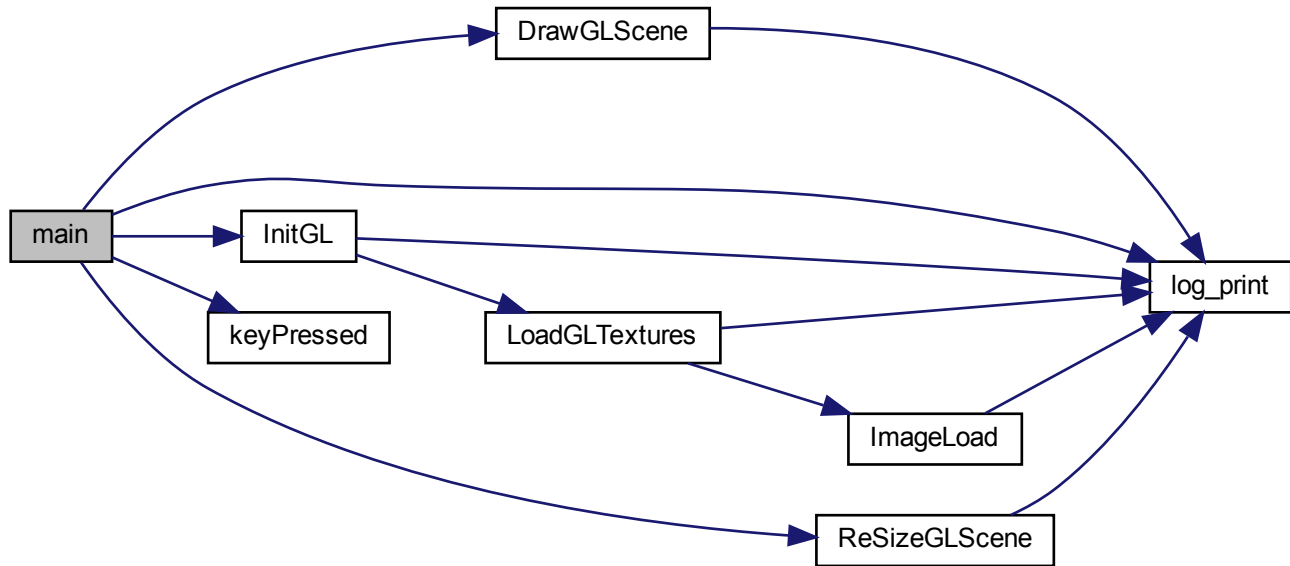 DrawGLScene
main
InitGL
log_print
keyPressed
LoadGLTextures
ImageLoad
ReSizeGLScene